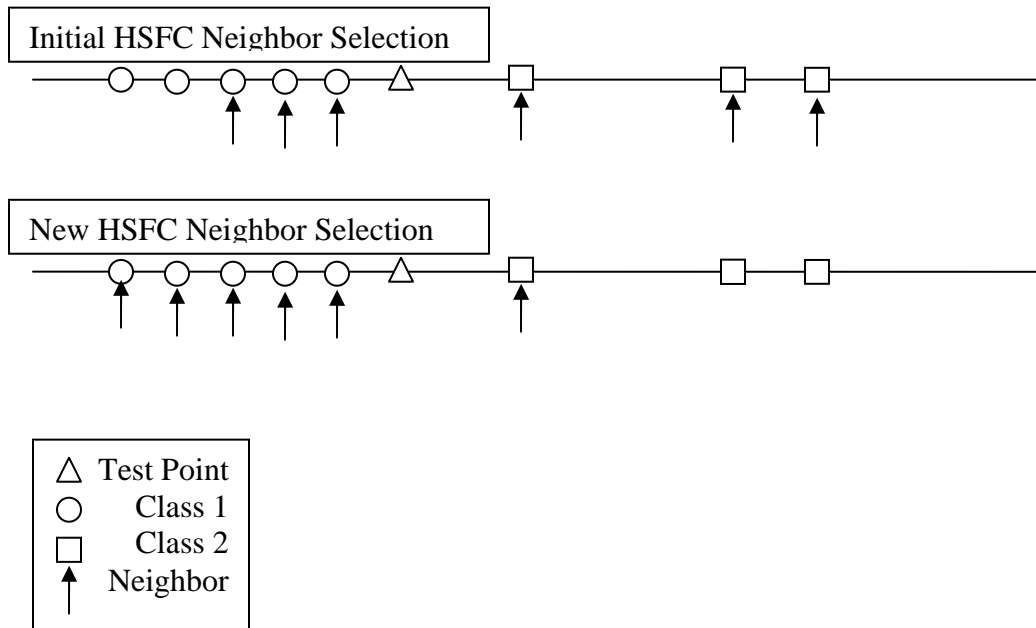 Initial HSFC Neighbor Selection
New HSFC Neighbor Selection
Test Point
Class 1
Class 2
Neighbor